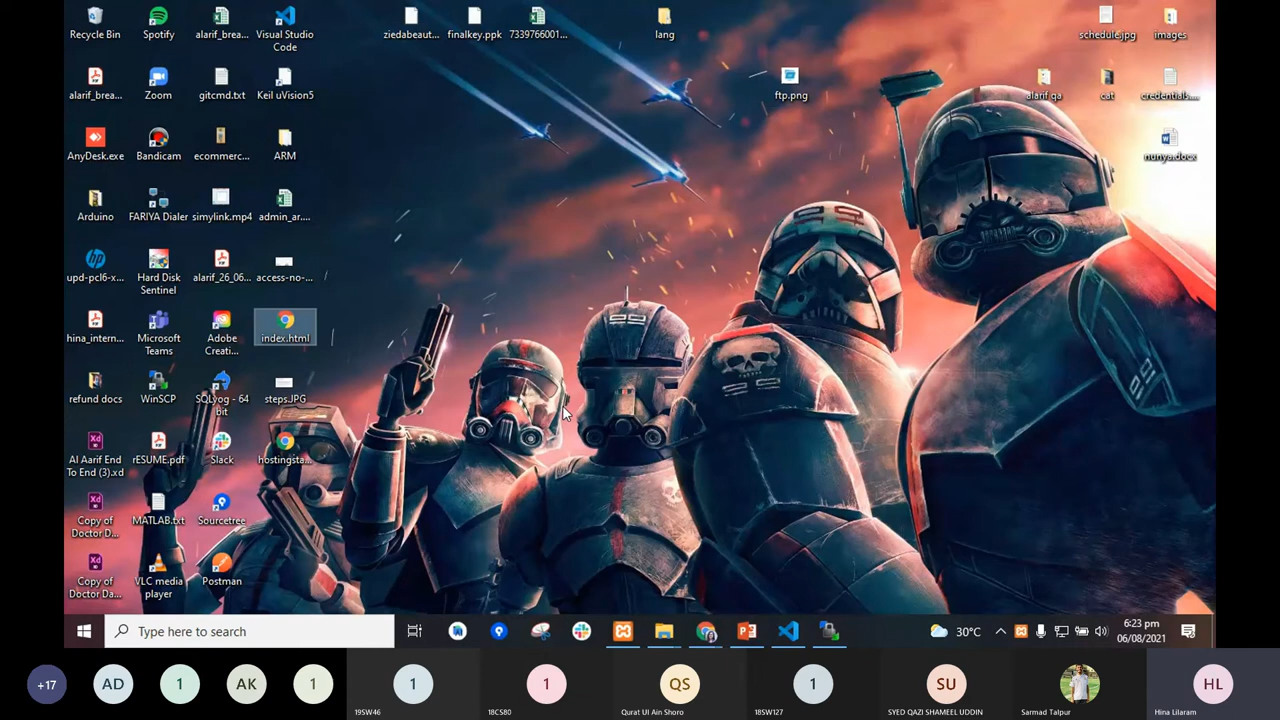 Recycle Bin
Spotify
alarif_brea...
Visual Studio
Code
ziedabeaut...
finalkey.ppk
7339766001...
lang
schedule.jpg
images
alarif_brea...
Zoom
gitcmd.txt
Keil uVision5
ftp.png
alarif qa
cat
credentials....
AnyDesk.exe
Bandicam
ecommerc...
ARM
nunya.docx
Arduino
FARIYA Dialer
simylink.mp4
admin_ar....
upd-pcl6-x...
Hard Disk
Sentinel
alarif_26_06...
access-no-...
hina_intern...
Microsoft
Teams
Adobe
Creati...
index.html
refund docs
WinSCP
SQLyog - 64
bit
steps.JPG
Al Aarif End
To End (3).xd
rESUME.pdf
Slack
hostingsta...
Copy of
Doctor D...
MATLAB.txt
Sourcetree
Copy of
Doctor Da...
VLC media
player
Postman
Type here to search
30°C
6:23 pm
06/08/2021
+17
AD
1
AK
1
1
19SW46
1
18CS80
QS
Qurat Ul Ain Shoro
1
18SW127
SU
SYED QAZI SHAMEEL UDDIN
Sarmad Talpur
HL
Hina Lilaram